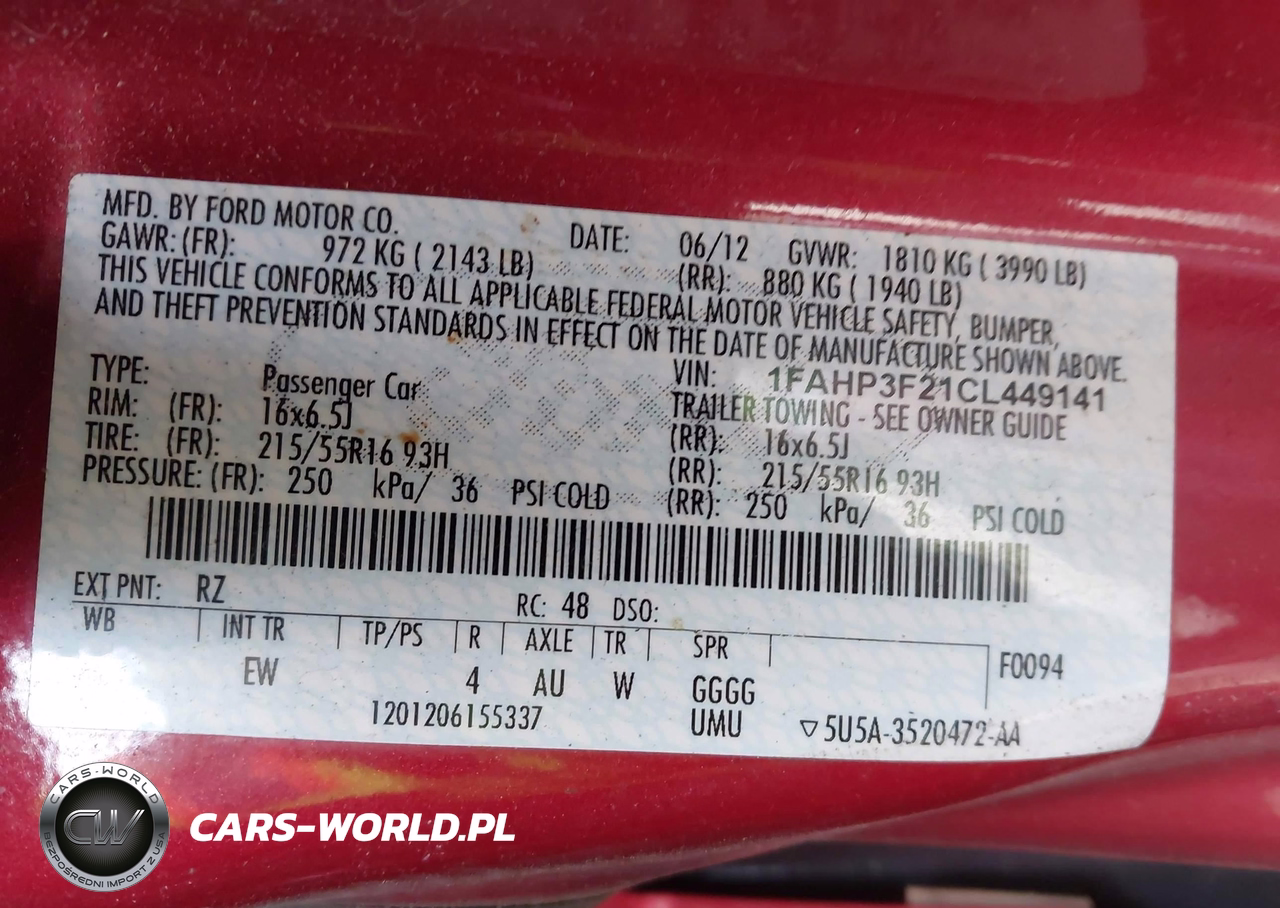 MFD. BY FORD MOTOR CO. DATE: 06/12 GVWR: 1810 KG ( 3990 LB)
GAWR: (FR): 972 KG ( 2143 LB) (RR): 880 KG ( 1940 LB)
THIS VEHICLE CONFORMS TO ALL APPLICABLE FEDERAL MOTOR VEHICLE SAFETY, BUMPER,
AND THEFT PREVENTION STANDARDS IN EFFECT ON THE DATE OF MANUFACTURE SHOWN ABOVE.
TYPE: Passenger Car VIN: 1FAHP3F21CL449141
TRAILER TOWING - SEE OWNER GUIDE
RIM: (FR): 16x6.5J (RR): 16x6.5J
TIRE: (FR): 215/55R16 93H (RR): 215/55R16 93H
PRESSURE: (FR): 250 kPa/ 36 PSI COLD (RR): 250 kPa/ 36 PSI COLD
EXT PNT: RZ RC: 48 DSO:
WB INT TR TP/PS R AXLE TR SPR F0094
EW 4 AU W GGGG
1201206155337 UMU ▽5U5A-3520472-AA
CARS-WORLD
CW
BEZPOŚREDNI IMPORT Z USA
CARS-WORLD.PL